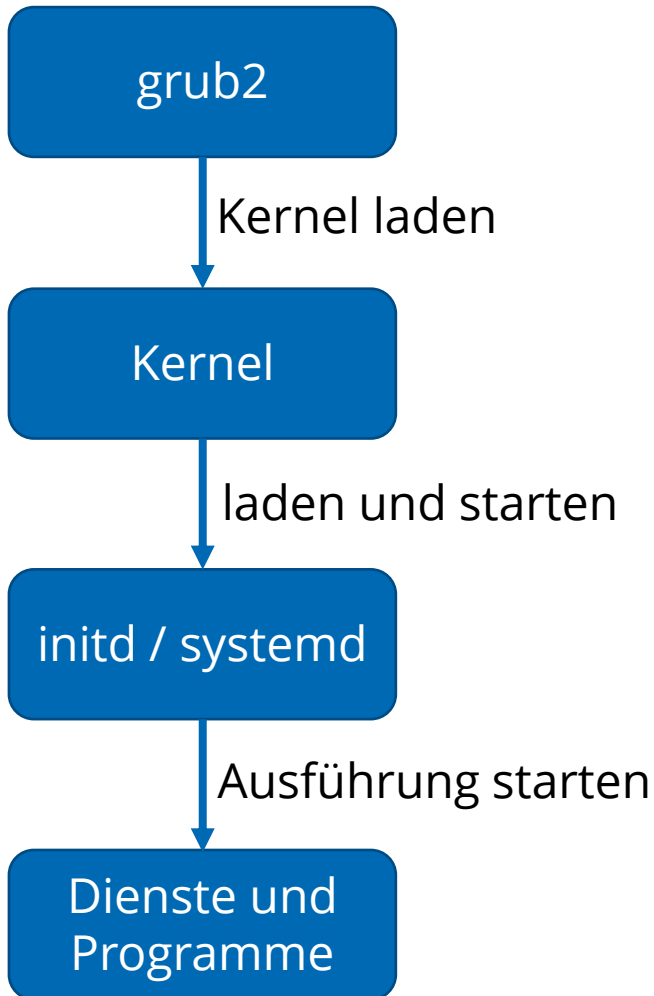 grub2
Kernel laden
Kernel
laden und starten
initd / systemd
Ausführung starten
Dienste und
Programme